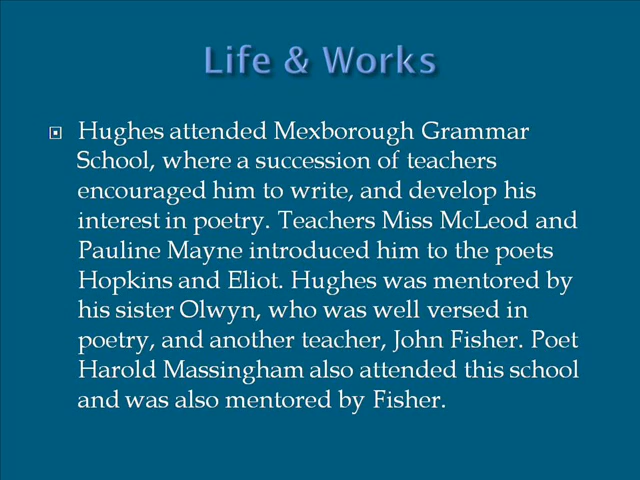 Life & Works
Hughes attended Mexborough Grammar
School, where a succession of teachers
encouraged him to write, and develop his
interest in poetry. Teachers Miss McLeod and
Pauline Mayne introduced him to the poets
Hopkins and Eliot. Hughes was mentored by
his sister Olwyn, who was well versed in
poetry, and another teacher, John Fisher. Poet
Harold Massingham also attended this school
and was also mentored by Fisher.